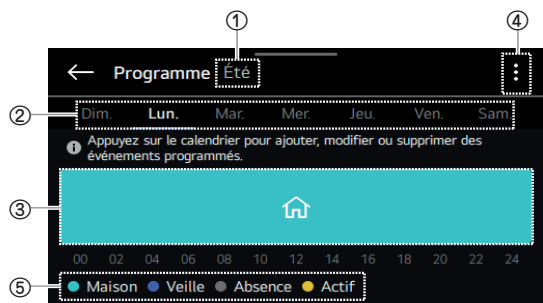 ① ④
← Programme Été
② Dim. Lun. Mar. Mer. Jeu. Ven. Sam.
Appuyez sur le calendrier pour ajouter, modifier ou supprimer des
événements programmés.
③
00 02 04 06 08 10 12 14 16 18 20 22 24
⑤ Maison Veille Absence Actif